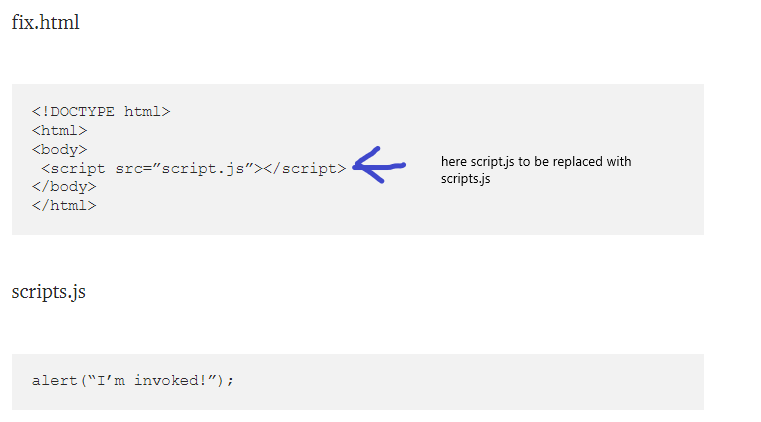 fix.html
<!DOCTYPE html>
<html>
<body>
<script src=”script.js”></script>
here script.js to be replaced with
scripts.js
</body>
</html>
scripts.js
alert(“I’m invoked!”);